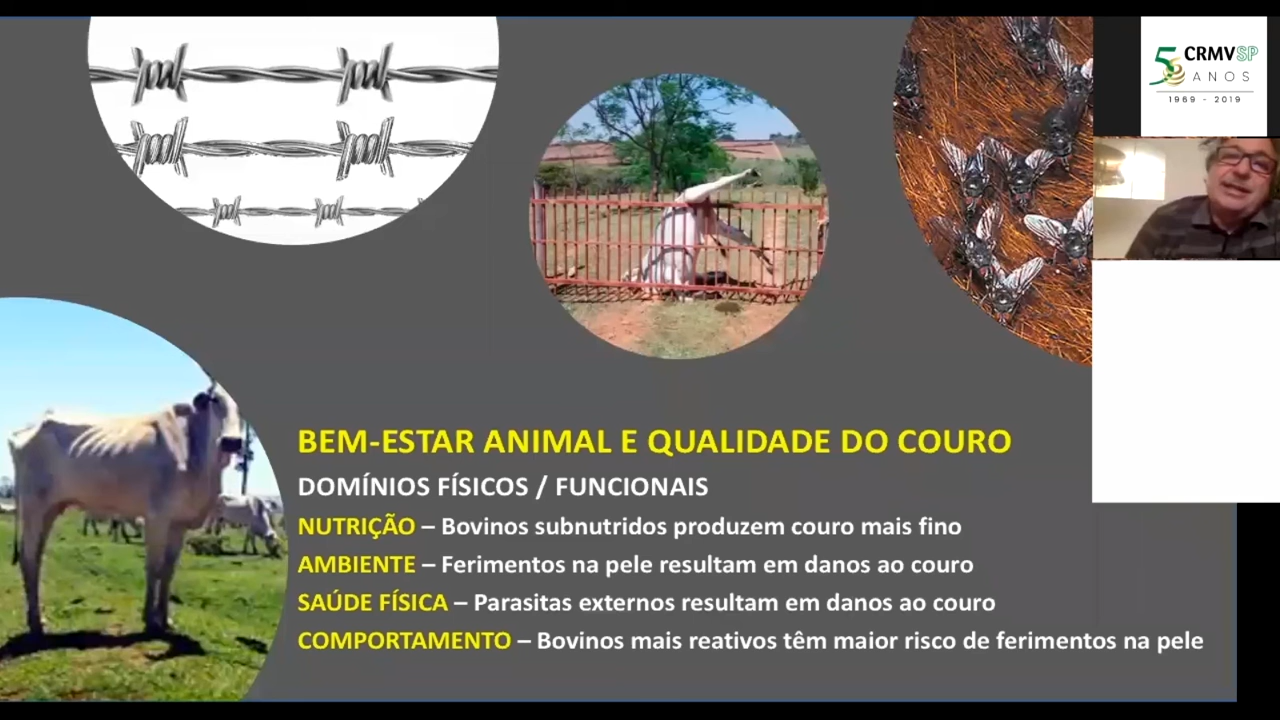 5 CRMVSP
ANOS
1969 - 2019
BEM-ESTAR ANIMAL E QUALIDADE DO COURO
DOMÍNIOS FÍSICOS / FUNCIONAIS
NUTRIÇÃO – Bovinos subnutridos produzem couro mais fino
AMBIENTE – Ferimentos na pele resultam em danos ao couro
SAÚDE FÍSICA – Parasitas externos resultam em danos ao couro
COMPORTAMENTO – Bovinos mais reativos têm maior risco de ferimentos na pele